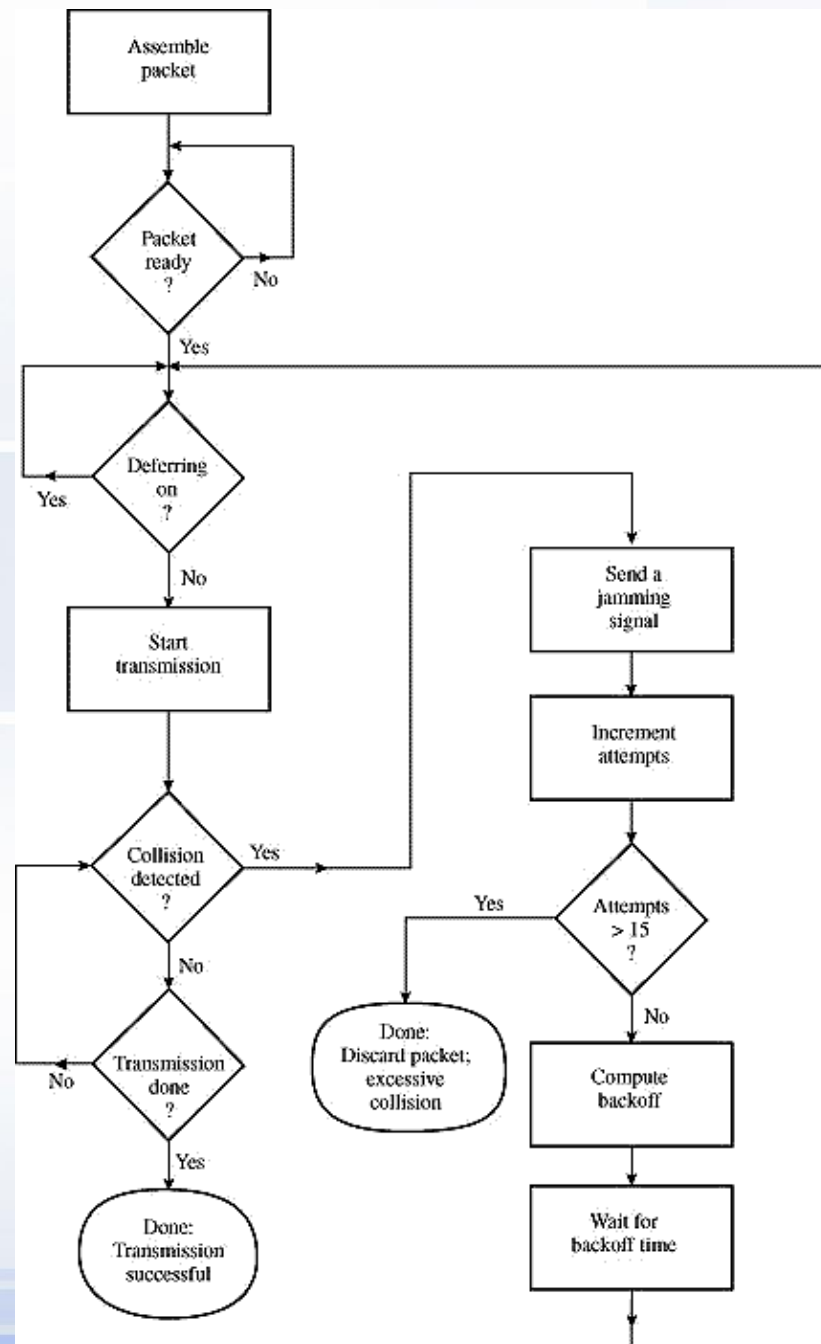 Assemble
packet
Packet
ready
?
No
Yes
Deferring
on
?
Yes
No
Start
transmission
Collision
detected
?
Yes
No
Transmission
done
?
No
Yes
Done:
Transmission
successful
Send a
jamming
signal
Increment
attempts
Attempts
> 15
?
Yes
No
Done:
Discard packet;
excessive
collision
Compute
backoff
Wait for
backoff time